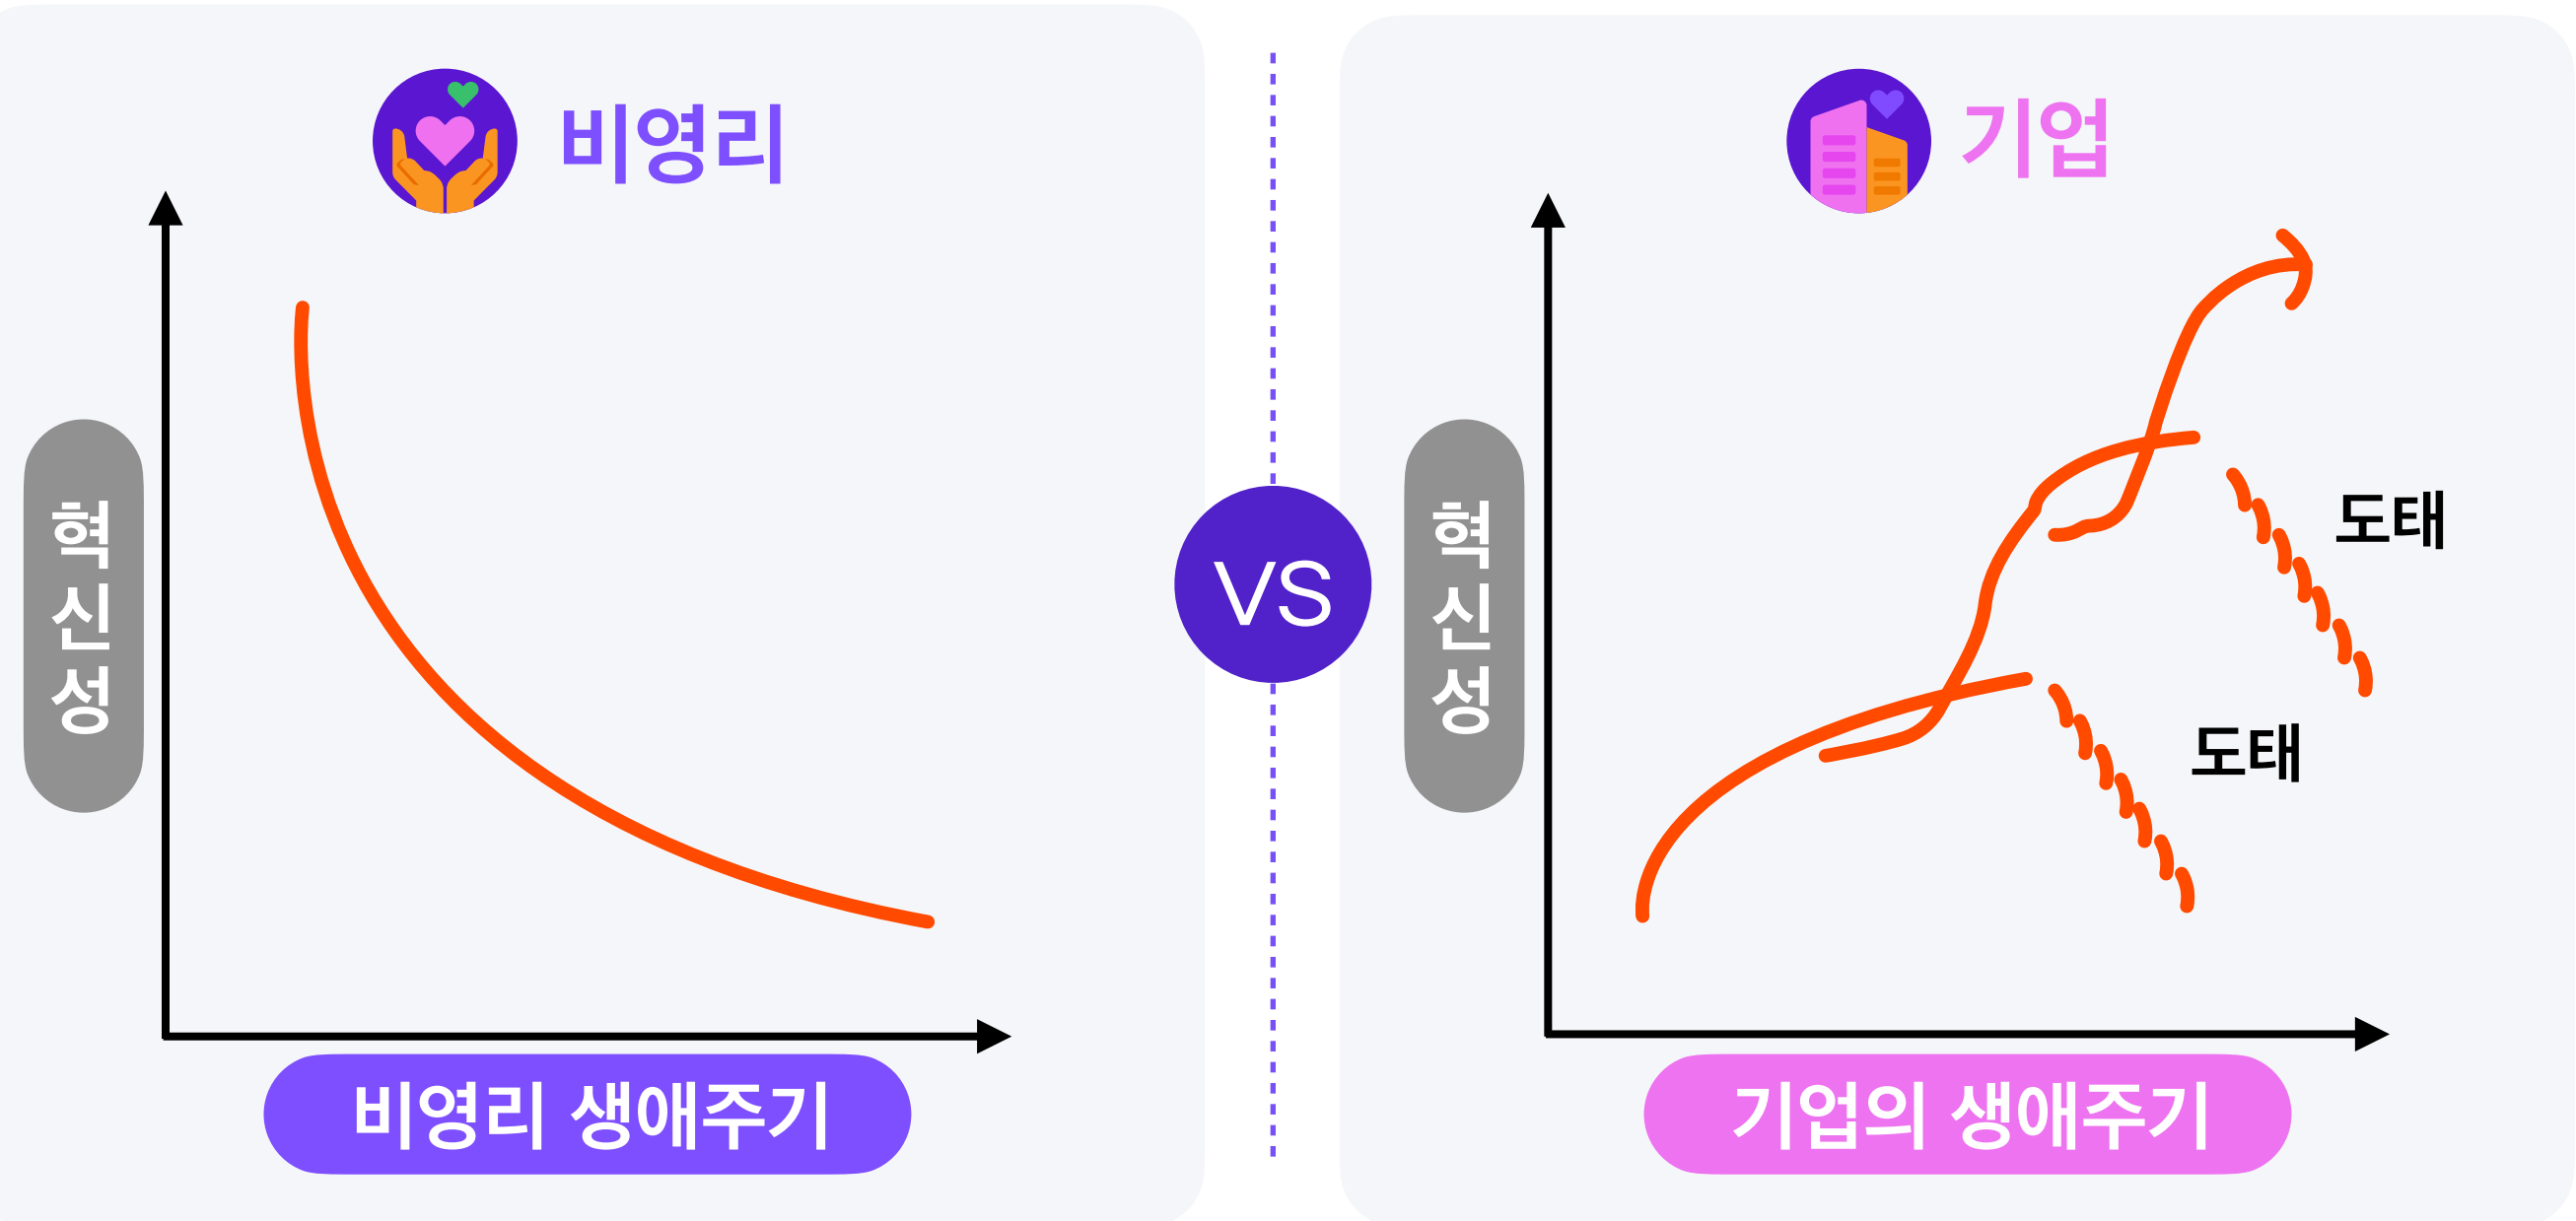 비영리
혁신성
비영리 생애주기
VS
기업
혁신성
도태
도태
기업의 생애주기